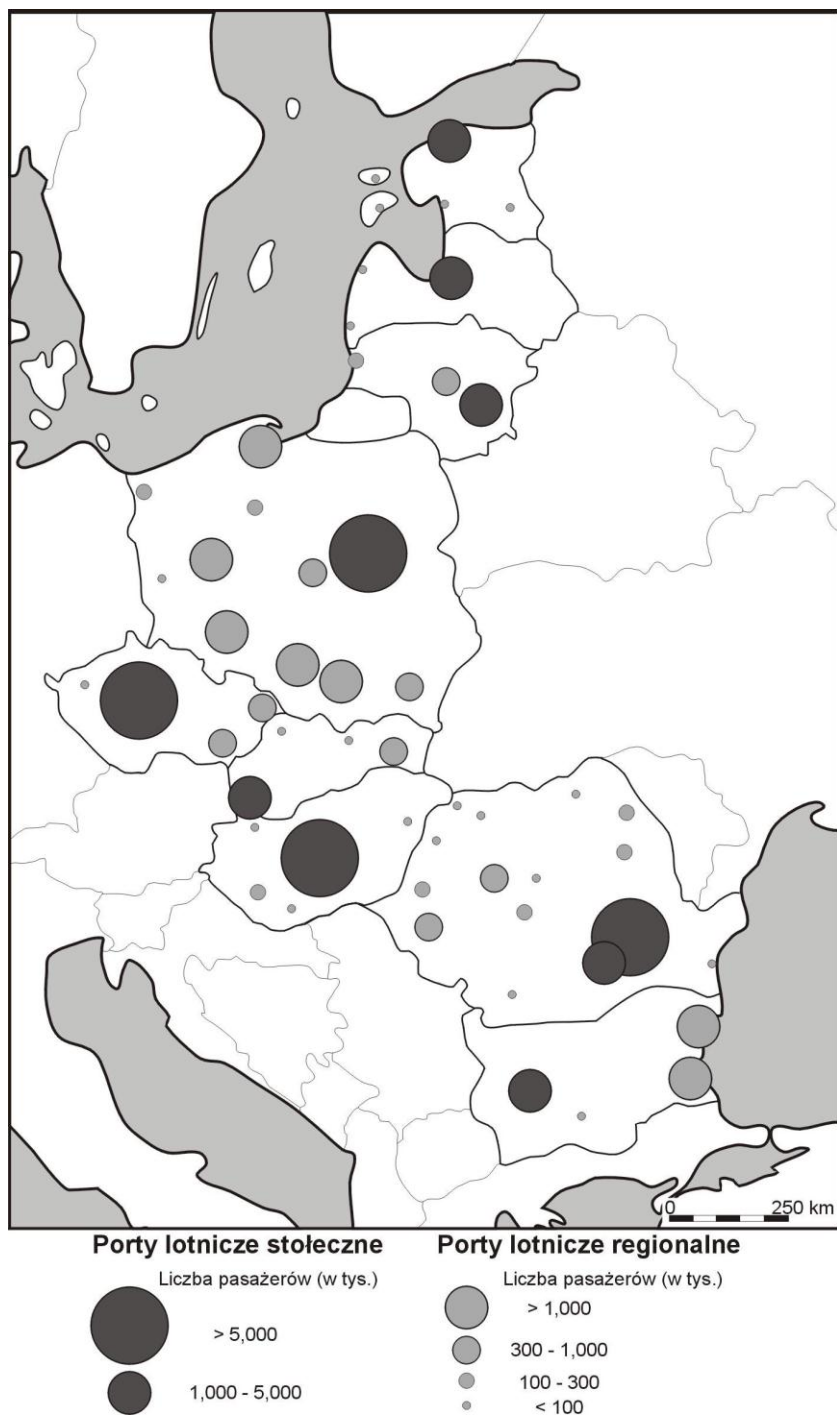 0 250 km
Porty lotnicze stołeczne
Liczba pasażerów (w tys.)
> 5,000
1,000 - 5,000
Porty lotnicze regionalne
Liczba pasażerów (w tys.)
> 1,000
300 - 1,000
100 - 300
< 100